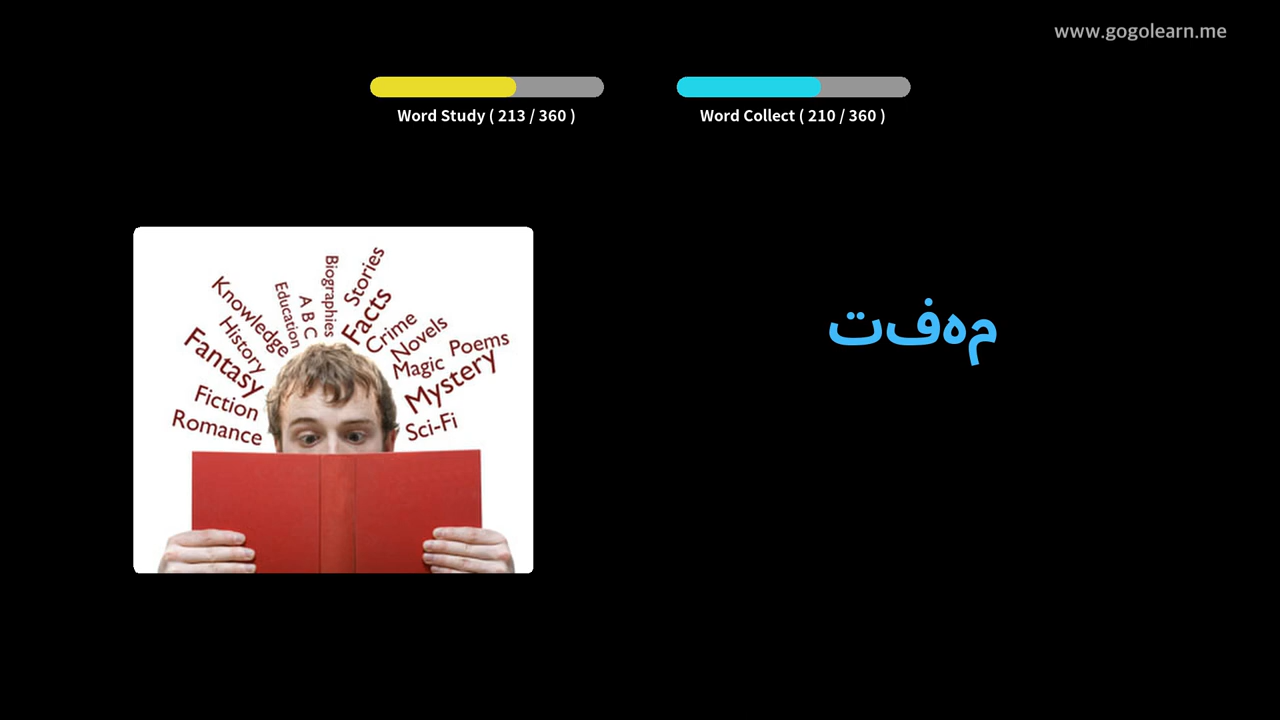 www.gogolearn.me
Word Study ( 213 / 360 )
Word Collect ( 210 / 360 )
Knowledge
Education
A B C
Biographies
Stories
Facts
Crime
Novels
Poems
Magic
Mystery
Sci-Fi
History
Fantasy
Fiction
Romance
مهفت